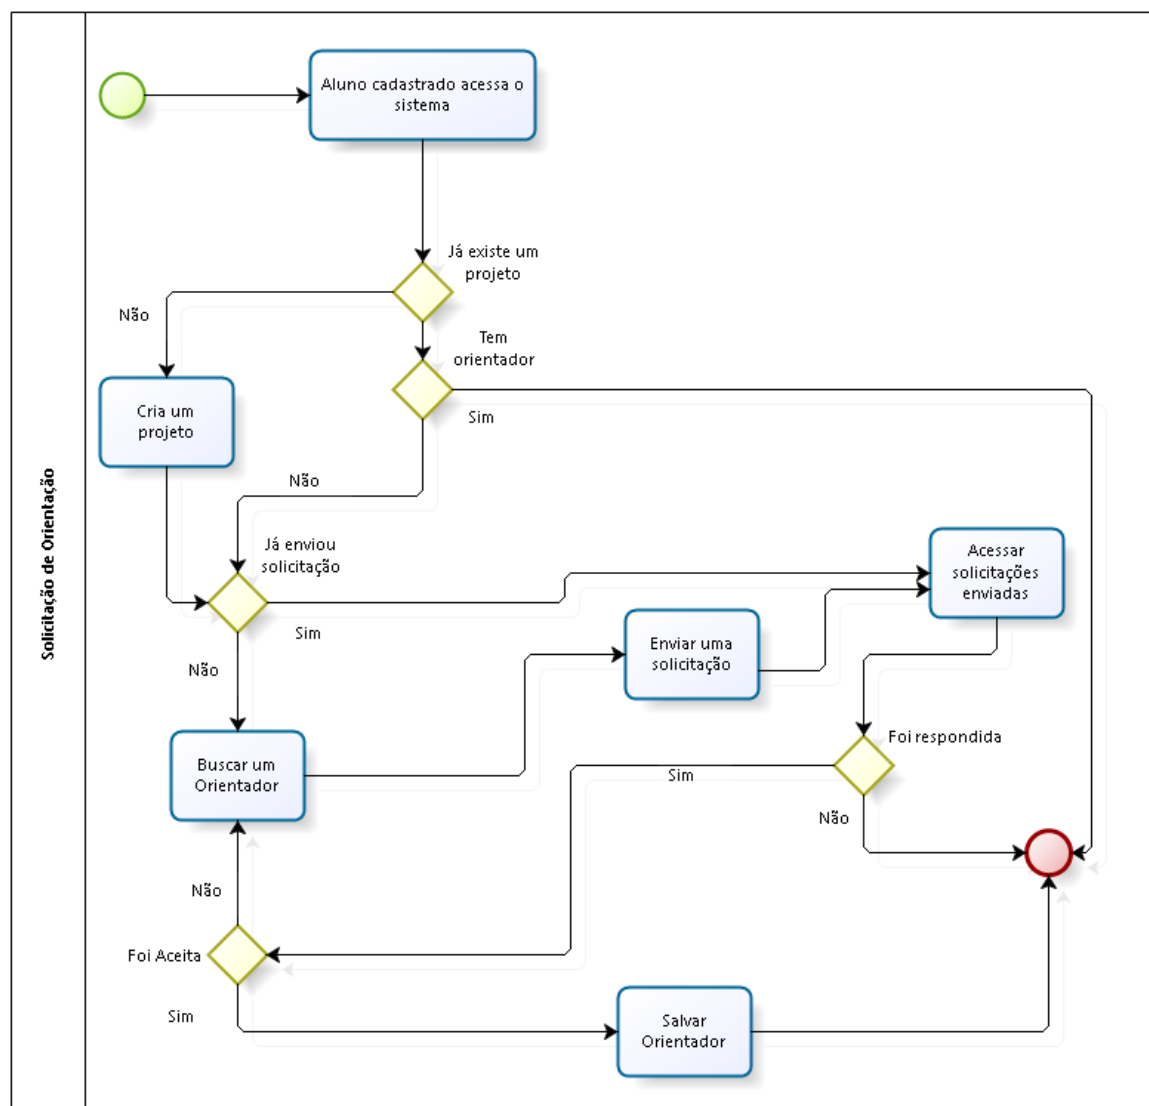 Solicitação de Orientação
Aluno cadastrado acessa o
sistema
Já existe um
projeto
Não
Tem
orientador
Sim
Cria um
projeto
Não
Já enviou
solicitação
Sim
Acessar
solicitações
enviadas
Enviar uma
solicitação
Não
Buscar um
Orientador
Foi respondida
Sim
Não
Não
Foi Aceita
Sim
Salvar
Orientador